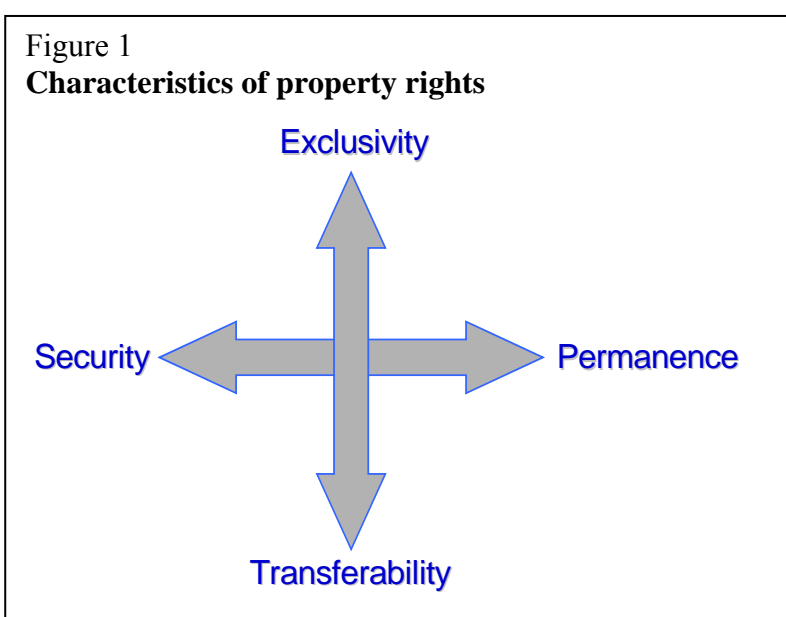 Figure 1
Characteristics of property rights
Exclusivity
Security
Permanence
Transferability